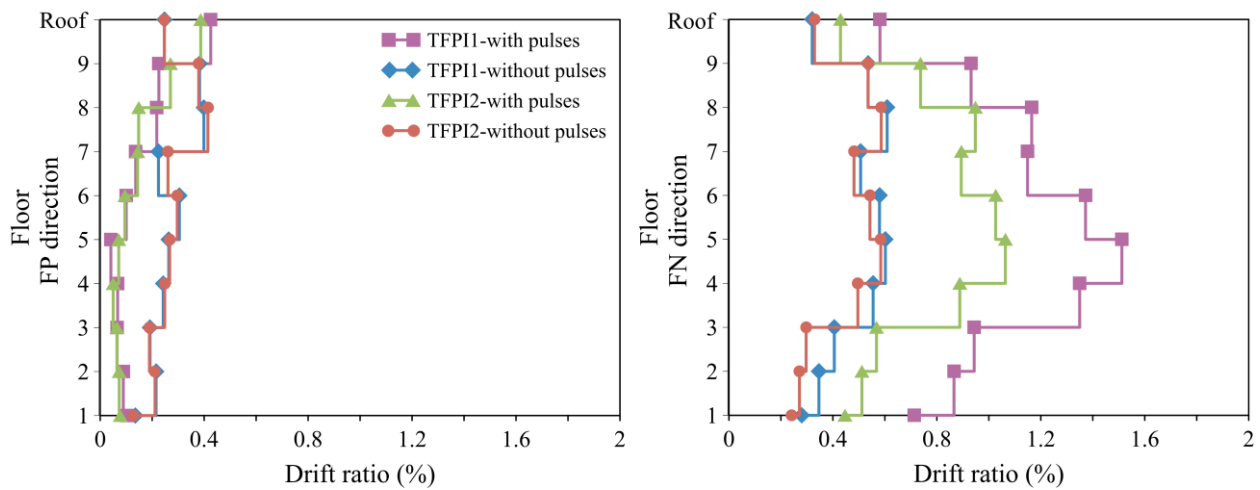 Roof
9
8
7
6
5
4
3
2
1
Floor
FP direction
TFPI1-with pulses
TFPI1-without pulses
TFPI2-with pulses
TFPI2-without pulses
0 0.4 0.8 1.2 1.6 2
Drift ratio (%)
Roof
9
8
7
6
5
4
3
2
1
Floor
FN direction
0 0.4 0.8 1.2 1.6 2
Drift ratio (%)